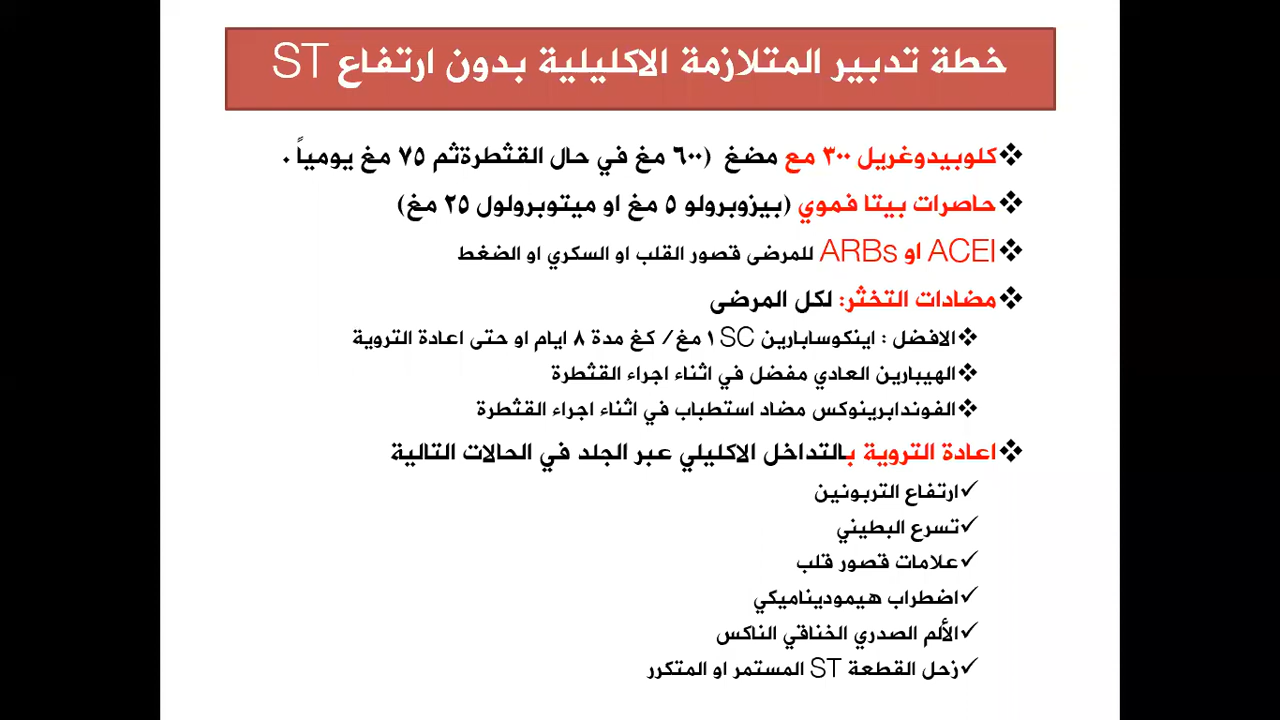 خطة تدبير المتلازمة الاكليلية بدون ارتفاع ST
❖كلوبيدوغريل ٣٠٠ مع مضغ (٦٠٠ مغ في حال القثطرةثم ٧٥ مغ يومياً .
❖حاصرات بيتا فموي (بيزوبرولو ٥ مغ او ميتوبرولول ٢٥ مغ)
❖ACEI او ARBs للمرضى قصور القلب او السكري او الضغط
❖مضادات التخثر: لكل المرضى
❖الافضل : اينكوسابارين SC ١ مغ/ كغ مدة ٨ ايام او حتى اعادة التروية
❖الهيبارين العادي مفضل في اثناء اجراء القثطرة
❖الفوندابرينوكس مضاد استطباب في اثناء اجراء القثطرة
❖اعادة التروية بالتداخل الاكليلي عبر الجلد في الحالات التالية
✓ارتفاع التربونين
✓تسرع البطيني
✓علامات قصور قلب
✓اضطراب هيموديناميكي
✓الألم الصدري الخناقي الناكس
✓زحل القطعة ST المستمر او المتكرر